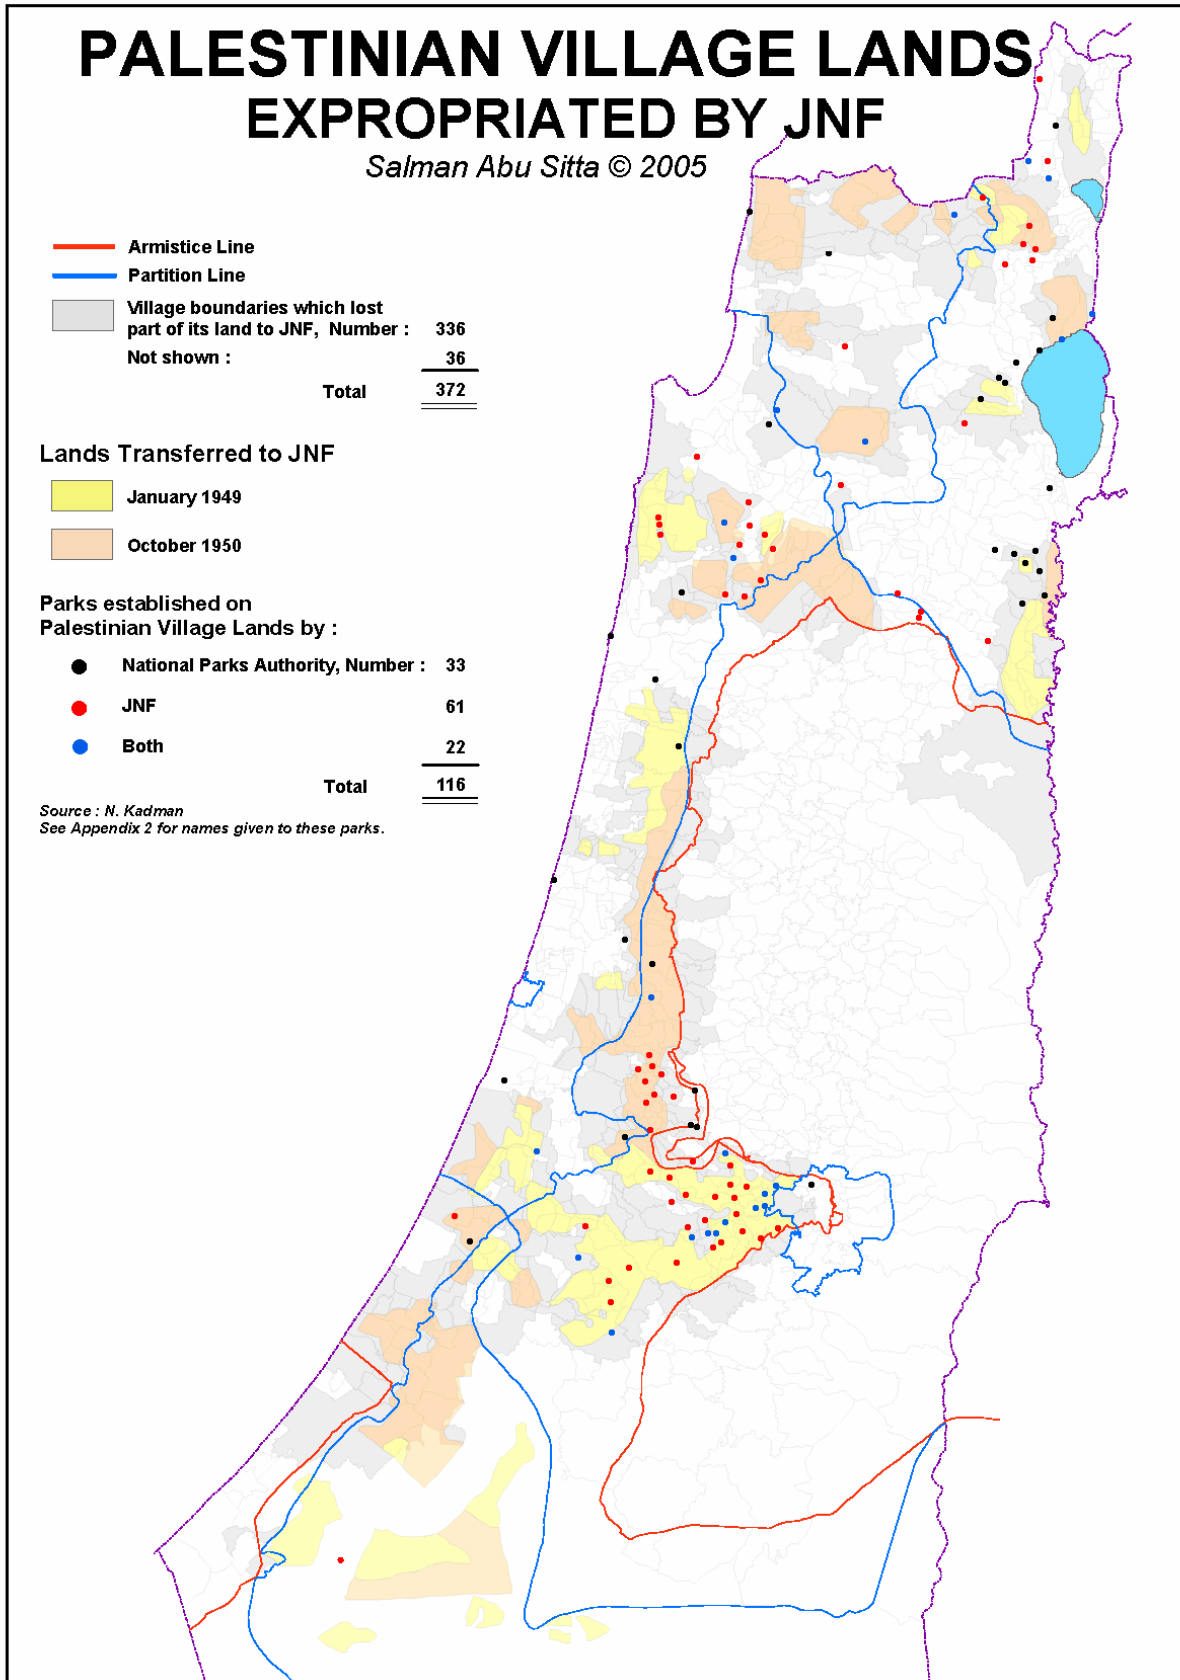 PALESTINIAN VILLAGE LANDS
EXPROPRIATED BY JNF
Salman Abu Sitta © 2005
Armistice Line
Partition Line
Village boundaries which lost
part of its land to JNF, Number : 336
Not shown : 36
Total 372
Lands Transferred to JNF
January 1949
October 1950
Parks established on
Palestinian Village Lands by :
National Parks Authority, Number : 33
JNF 61
Both 22
Total 116
Source : N. Kadman
See Appendix 2 for names given to these parks.